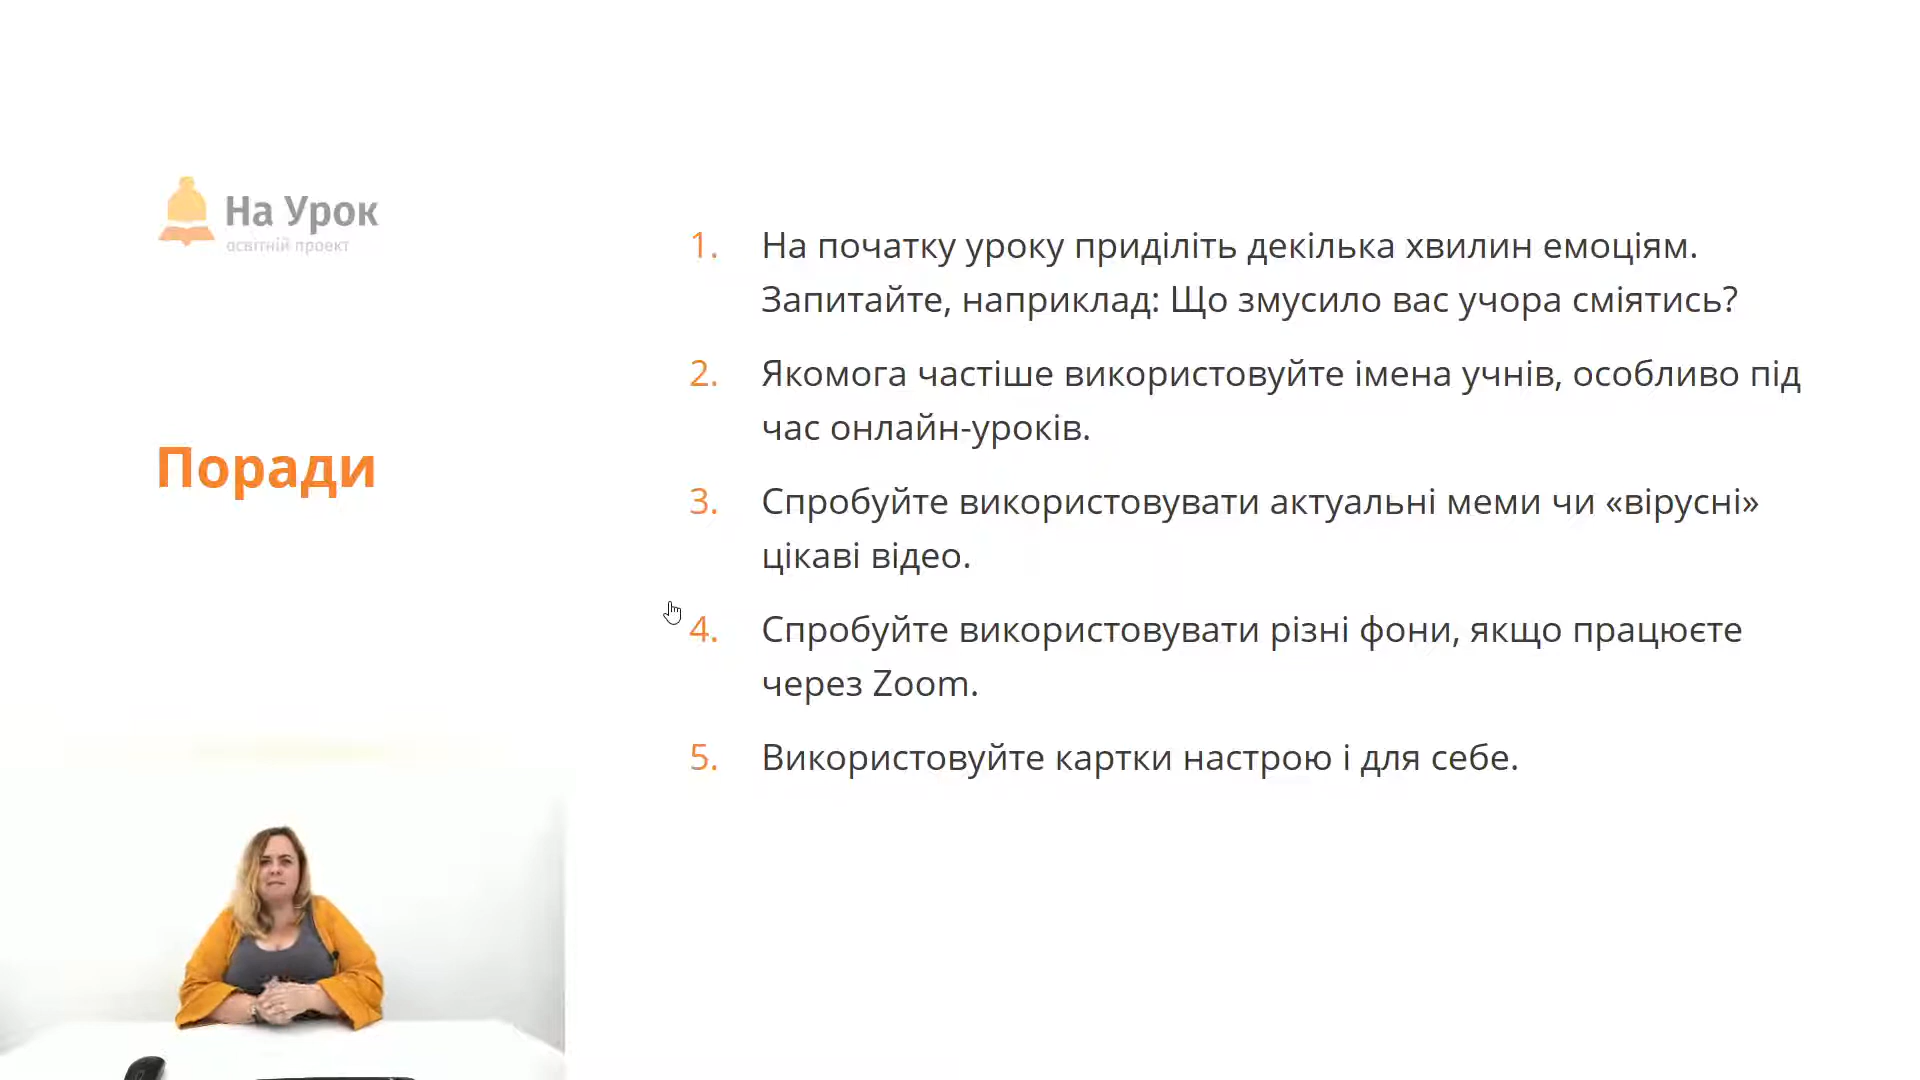 На Урок
освітній проект
Поради
1. На початку уроку приділіть декілька хвилин емоціям.
Запитайте, наприклад: Що змусило вас учора сміятись?
2. Якомога частіше використовуйте імена учнів, особливо під
час онлайн-уроків.
3. Спробуйте використовувати актуальні меми чи «вірусні»
цікаві відео.
4. Спробуйте використовувати різні фони, якщо працюєте
через Zoom.
5. Використовуйте картки настрою і для себе.